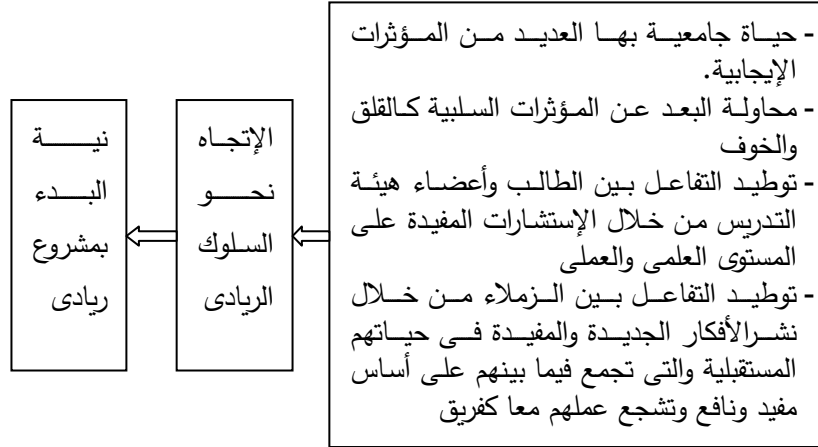 - حياة جامعية بها العديد من المؤثرات
الإيجابية.
- محاولة البعد عن المؤثرات السلبية كالقلق
والخوف
- توطيد التفاعل بين الطالب وأعضاء هيئة
التدريس من خلال الإستشارات المفيدة على
المستوى العلمى والعملى
- توطيد التفاعل بين الزملاء من خلال
نشرالأفكار الجديدة والمفيدة فى حياتهم
المستقبلية والتى تجمع فيما بينهم على أساس
مفيد ونافع وتشجع عملهم معا كفريق
الإتجاه
نحو
السلوك
الريادى
نية
البدء
بمشروع
ريادى